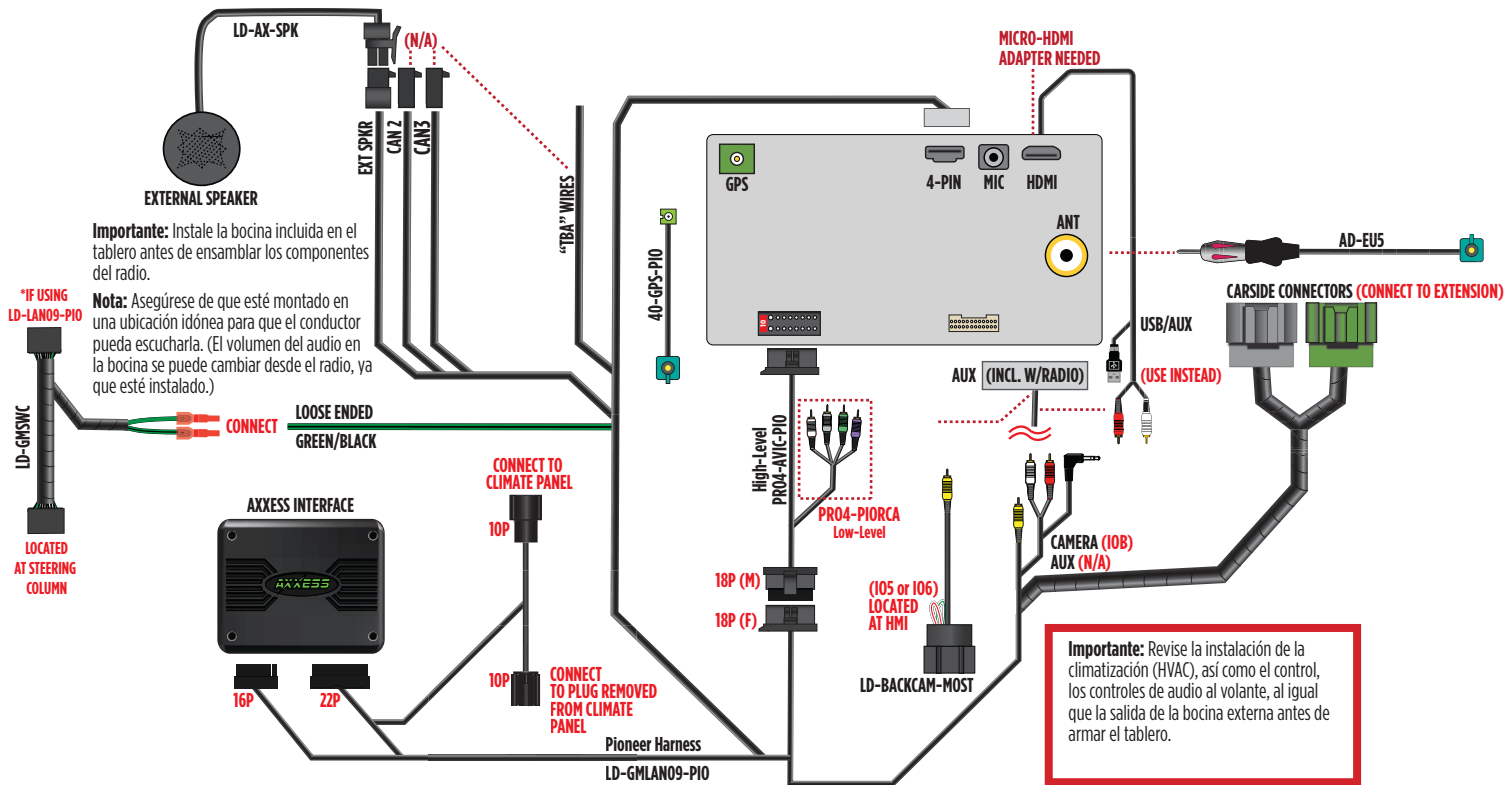 LD-AX-SPK
(N/A)
EXT SPKR
CAN 2
CAN3
"TBA" WIRES
EXTERNAL SPEAKER
Importante: Instale la bocina incluida en el
tablero antes de ensamblar los componentes
del radio.
Nota: Asegúrese de que esté montado en
una ubicación idónea para que el conductor
pueda escucharla. (El volumen del audio en
la bocina se puede cambiar desde el radio, ya
que esté instalado.)
*IF USING
LD-LAN09-PIO
LD-GMSWC
CONNECT
LOOSE ENDED
GREEN/BLACK
LOCATED
AT STEERING
COLUMN
AXXESS INTERFACE
AXXESS
16P
22P
CONNECT TO
CLIMATE PANEL
10P
10P
CONNECT
TO PLUG REMOVED
FROM CLIMATE
PANEL
Pioneer Harness
LD-GMLAN09-PIO
MICRO-HDMI
ADAPTER NEEDED
GPS
4-PIN
MIC
HDMI
ANT
40-GPS-PIO
10
AD-EU5
CARSIDE CONNECTORS (CONNECT TO EXTENSION)
USB/AUX
AUX
(INCL. W/RADIO)
(USE INSTEAD)
High-Level
PRO4-AVIC-PIO
PRO4-PIORCA
Low-Level
18P (M)
18P (F)
(IO5 or IO6)
LOCATED
AT HMI
LD-BACKCAM-MOST
CAMERA (IOB)
AUX (N/A)
Importante: Revise la instalación de la
climatización (HVAC), así como el control,
los controles de audio al volante, al igual
que la salida de la bocina externa antes de
armar el tablero.